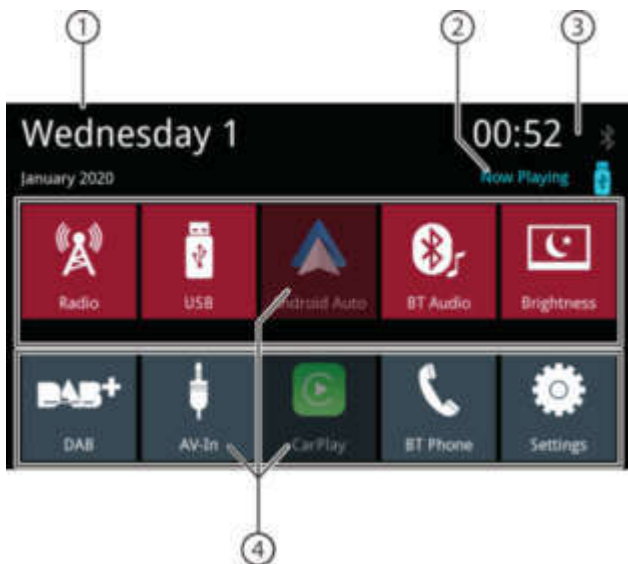 1 2 3
Wednesday 1 00:52
January 2020 Now Playing
Radio USB Android Auto BT Audio Brightness
DAB+
DAB AV-In CarPlay BT Phone Settings
4